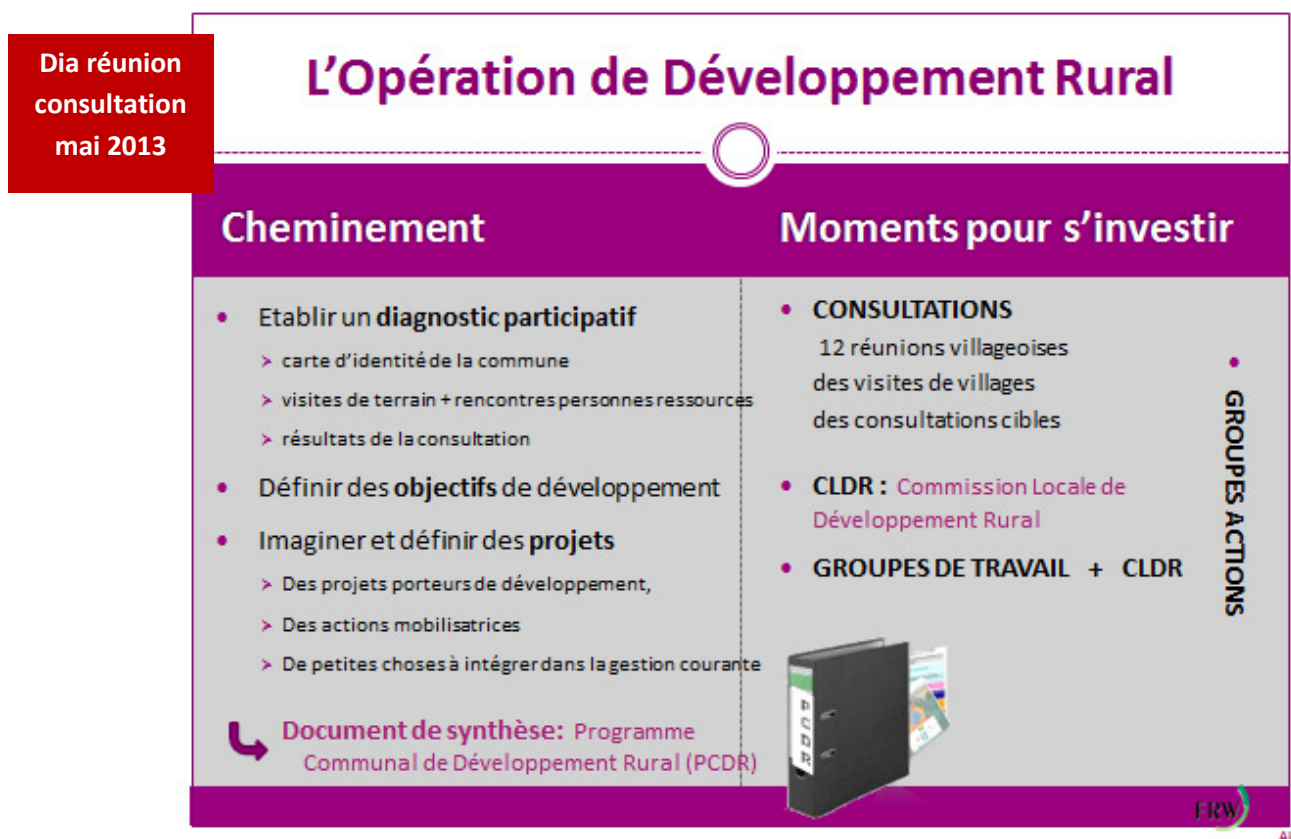 Dia réunion
consultation
mai 2013
L'Opération de Développement Rural
Cheminement
• Etablir un diagnostic participatif
➢ carte d'identité de la commune
➢ visites de terrain + rencontres personnes ressources
➢ résultats de la consultation
• Définir des objectifs de développement
• Imaginer et définir des projets
➢ Des projets porteurs de développement,
➢ Des actions mobilisatrices
➢ De petites choses à intégrer dans la gestion courante
Document de synthèse: Programme
Communal de Développement Rural (PCDR)
Moments pour s'investir
• CONSULTATIONS
12 réunions villageoises
des visites de villages
des consultations cibles
• CLDR : Commission Locale de
Développement Rural
• GROUPES DE TRAVAIL + CLDR
• GROUPES ACTIONS
PCDR
FRW